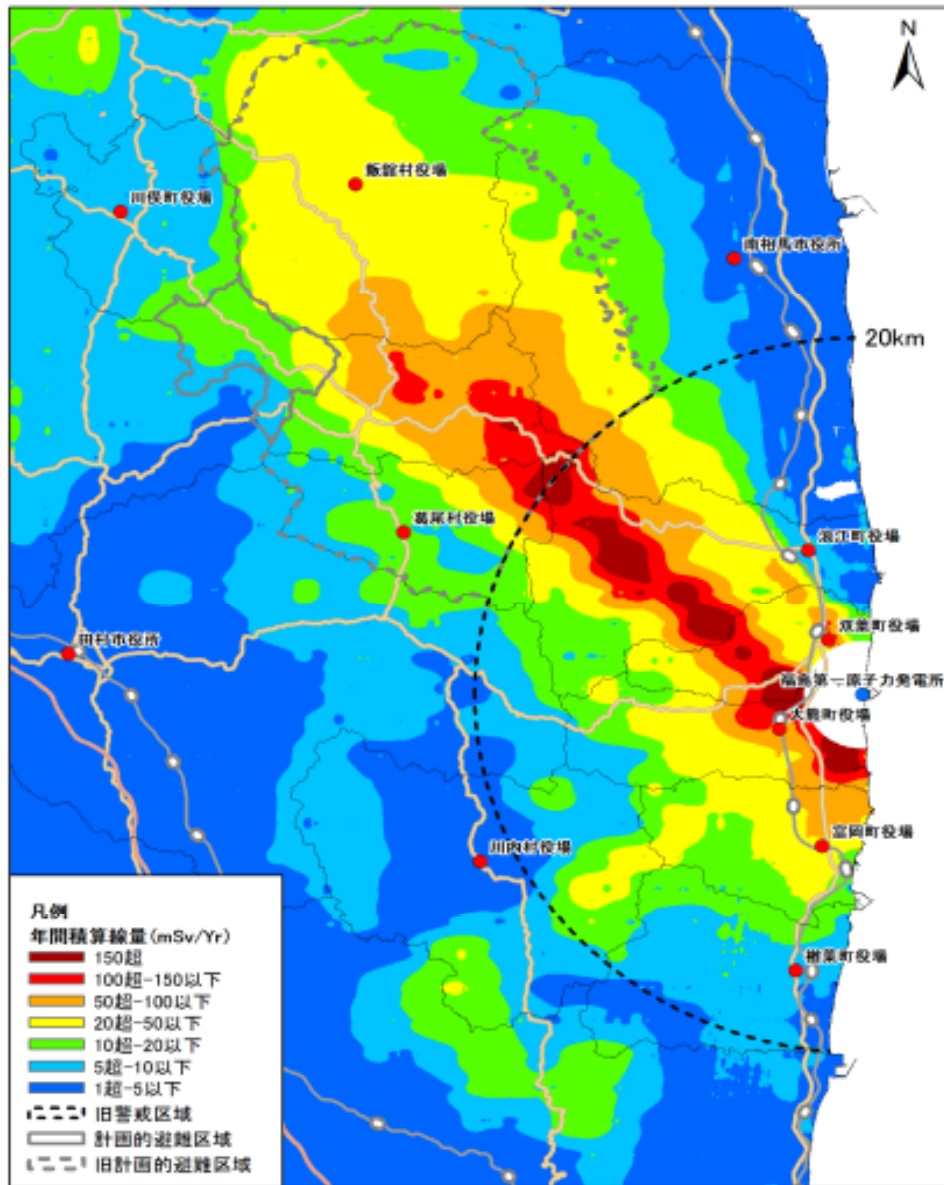 N
飯舘村役場
川俣町役場
南相馬市役所
20km
葛尾村役場
浪江町役場
双葉町役場
田村市役所
福島第一原子力発電所
大熊町役場
富岡町役場
川内村役場
楢葉町役場
凡例
年間積算線量(mSv/Yr)
150超
100超-150以下
50超-100以下
20超-50以下
10超-20以下
5超-10以下
1超-5以下
旧警戒区域
計画的避難区域
旧計画的避難区域